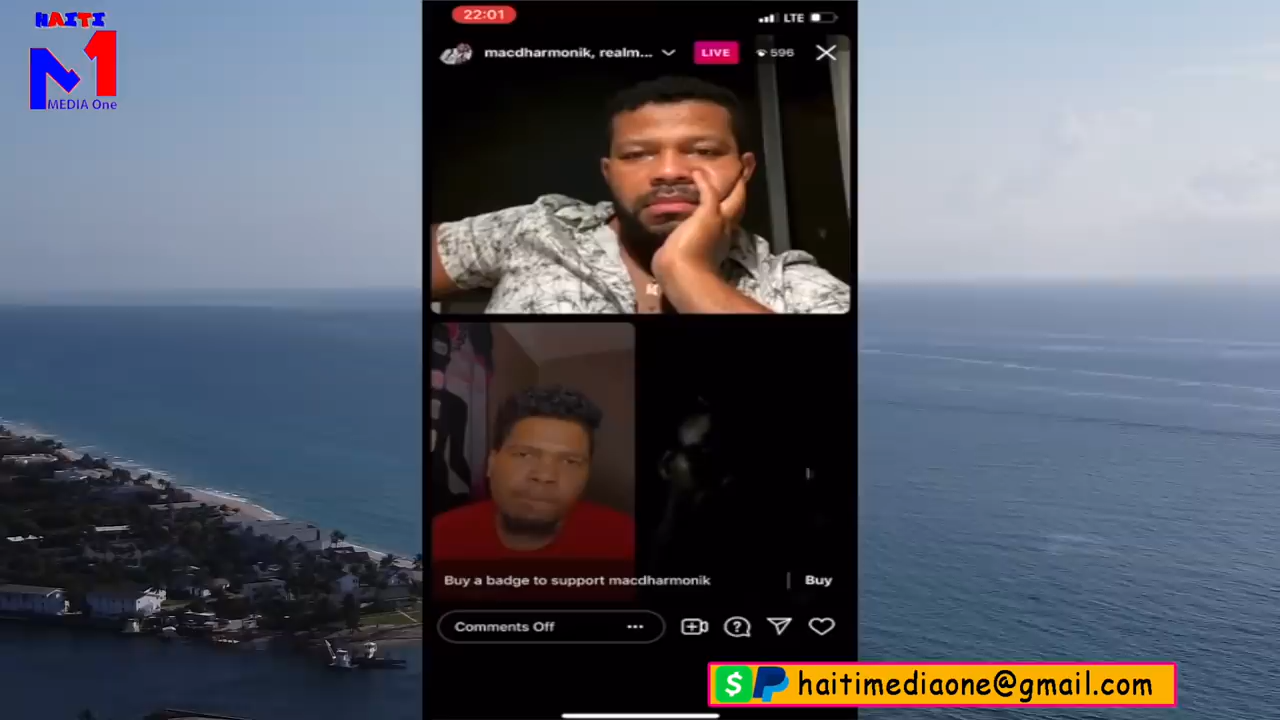 HAITI
M1
MEDIA One
22:01
LTE
macdharmonik, realm...
LIVE
596
Buy a badge to support macdharmonik
Buy
Comments Off
haitimediaone@gmail.com